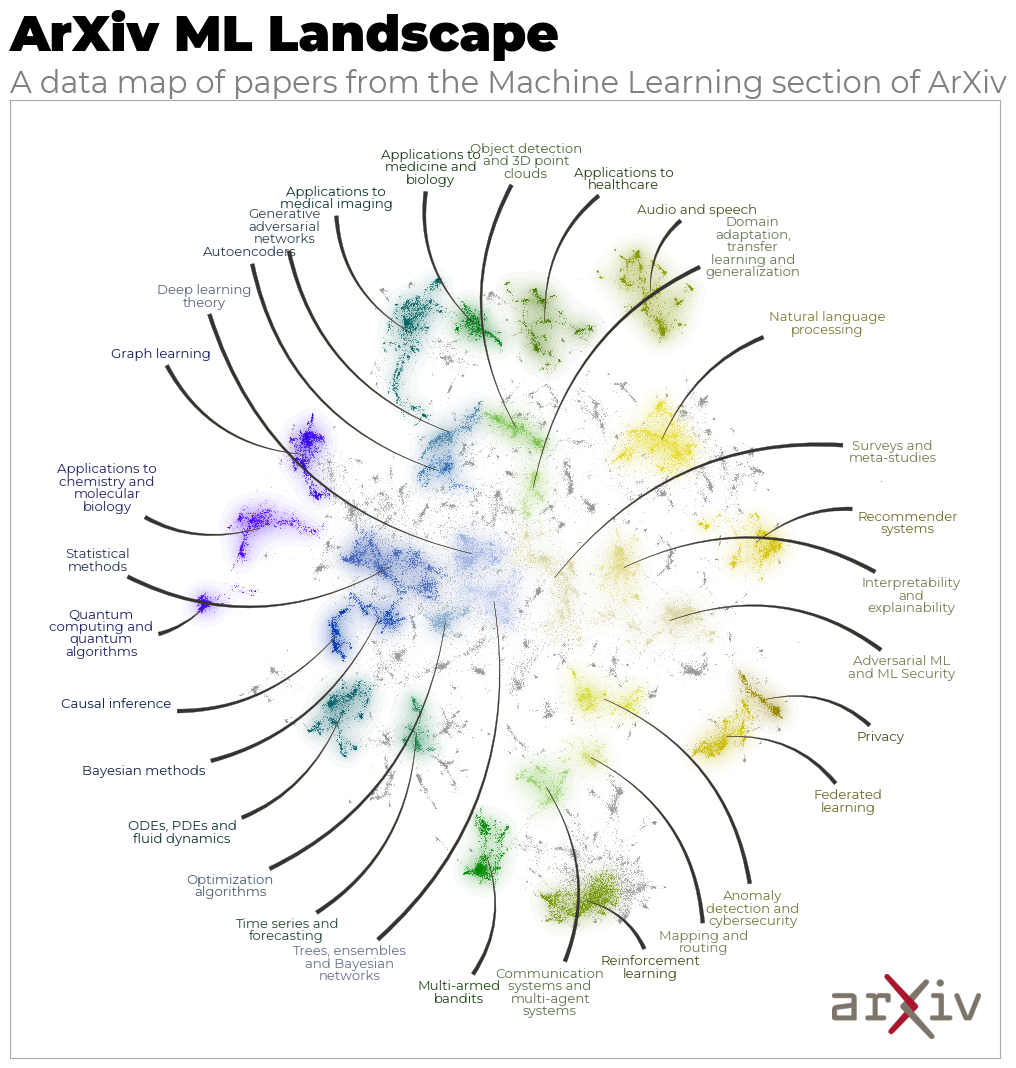 ArXiv ML Landscape
A data map of papers from the Machine Learning section of ArXiv
Applications to
medicine and
biology
Object detection
and 3D point
clouds
Applications to
healthcare
Applications to
medical imaging
Audio and speech
Generative
adversarial
networks
Domain
adaptation,
transfer
learning and
generalization
Autoencoders
Deep learning
theory
Natural language
processing
Graph learning
Surveys and
meta-studies
Applications to
chemistry and
molecular
biology
Recommender
systems
Statistical
methods
Interpretability
and
explainability
Quantum
computing and
quantum
algorithms
Adversarial ML
and ML Security
Causal inference
Privacy
Bayesian methods
Federated
learning
ODEs, PDEs and
fluid dynamics
Optimization
algorithms
Anomaly
detection and
cybersecurity
Time series and
forecasting
Mapping and
routing
Trees, ensembles
and Bayesian
networks
Reinforcement
learning
Multi-armed
bandits
Communication
systems and
multi-agent
systems
arXiv